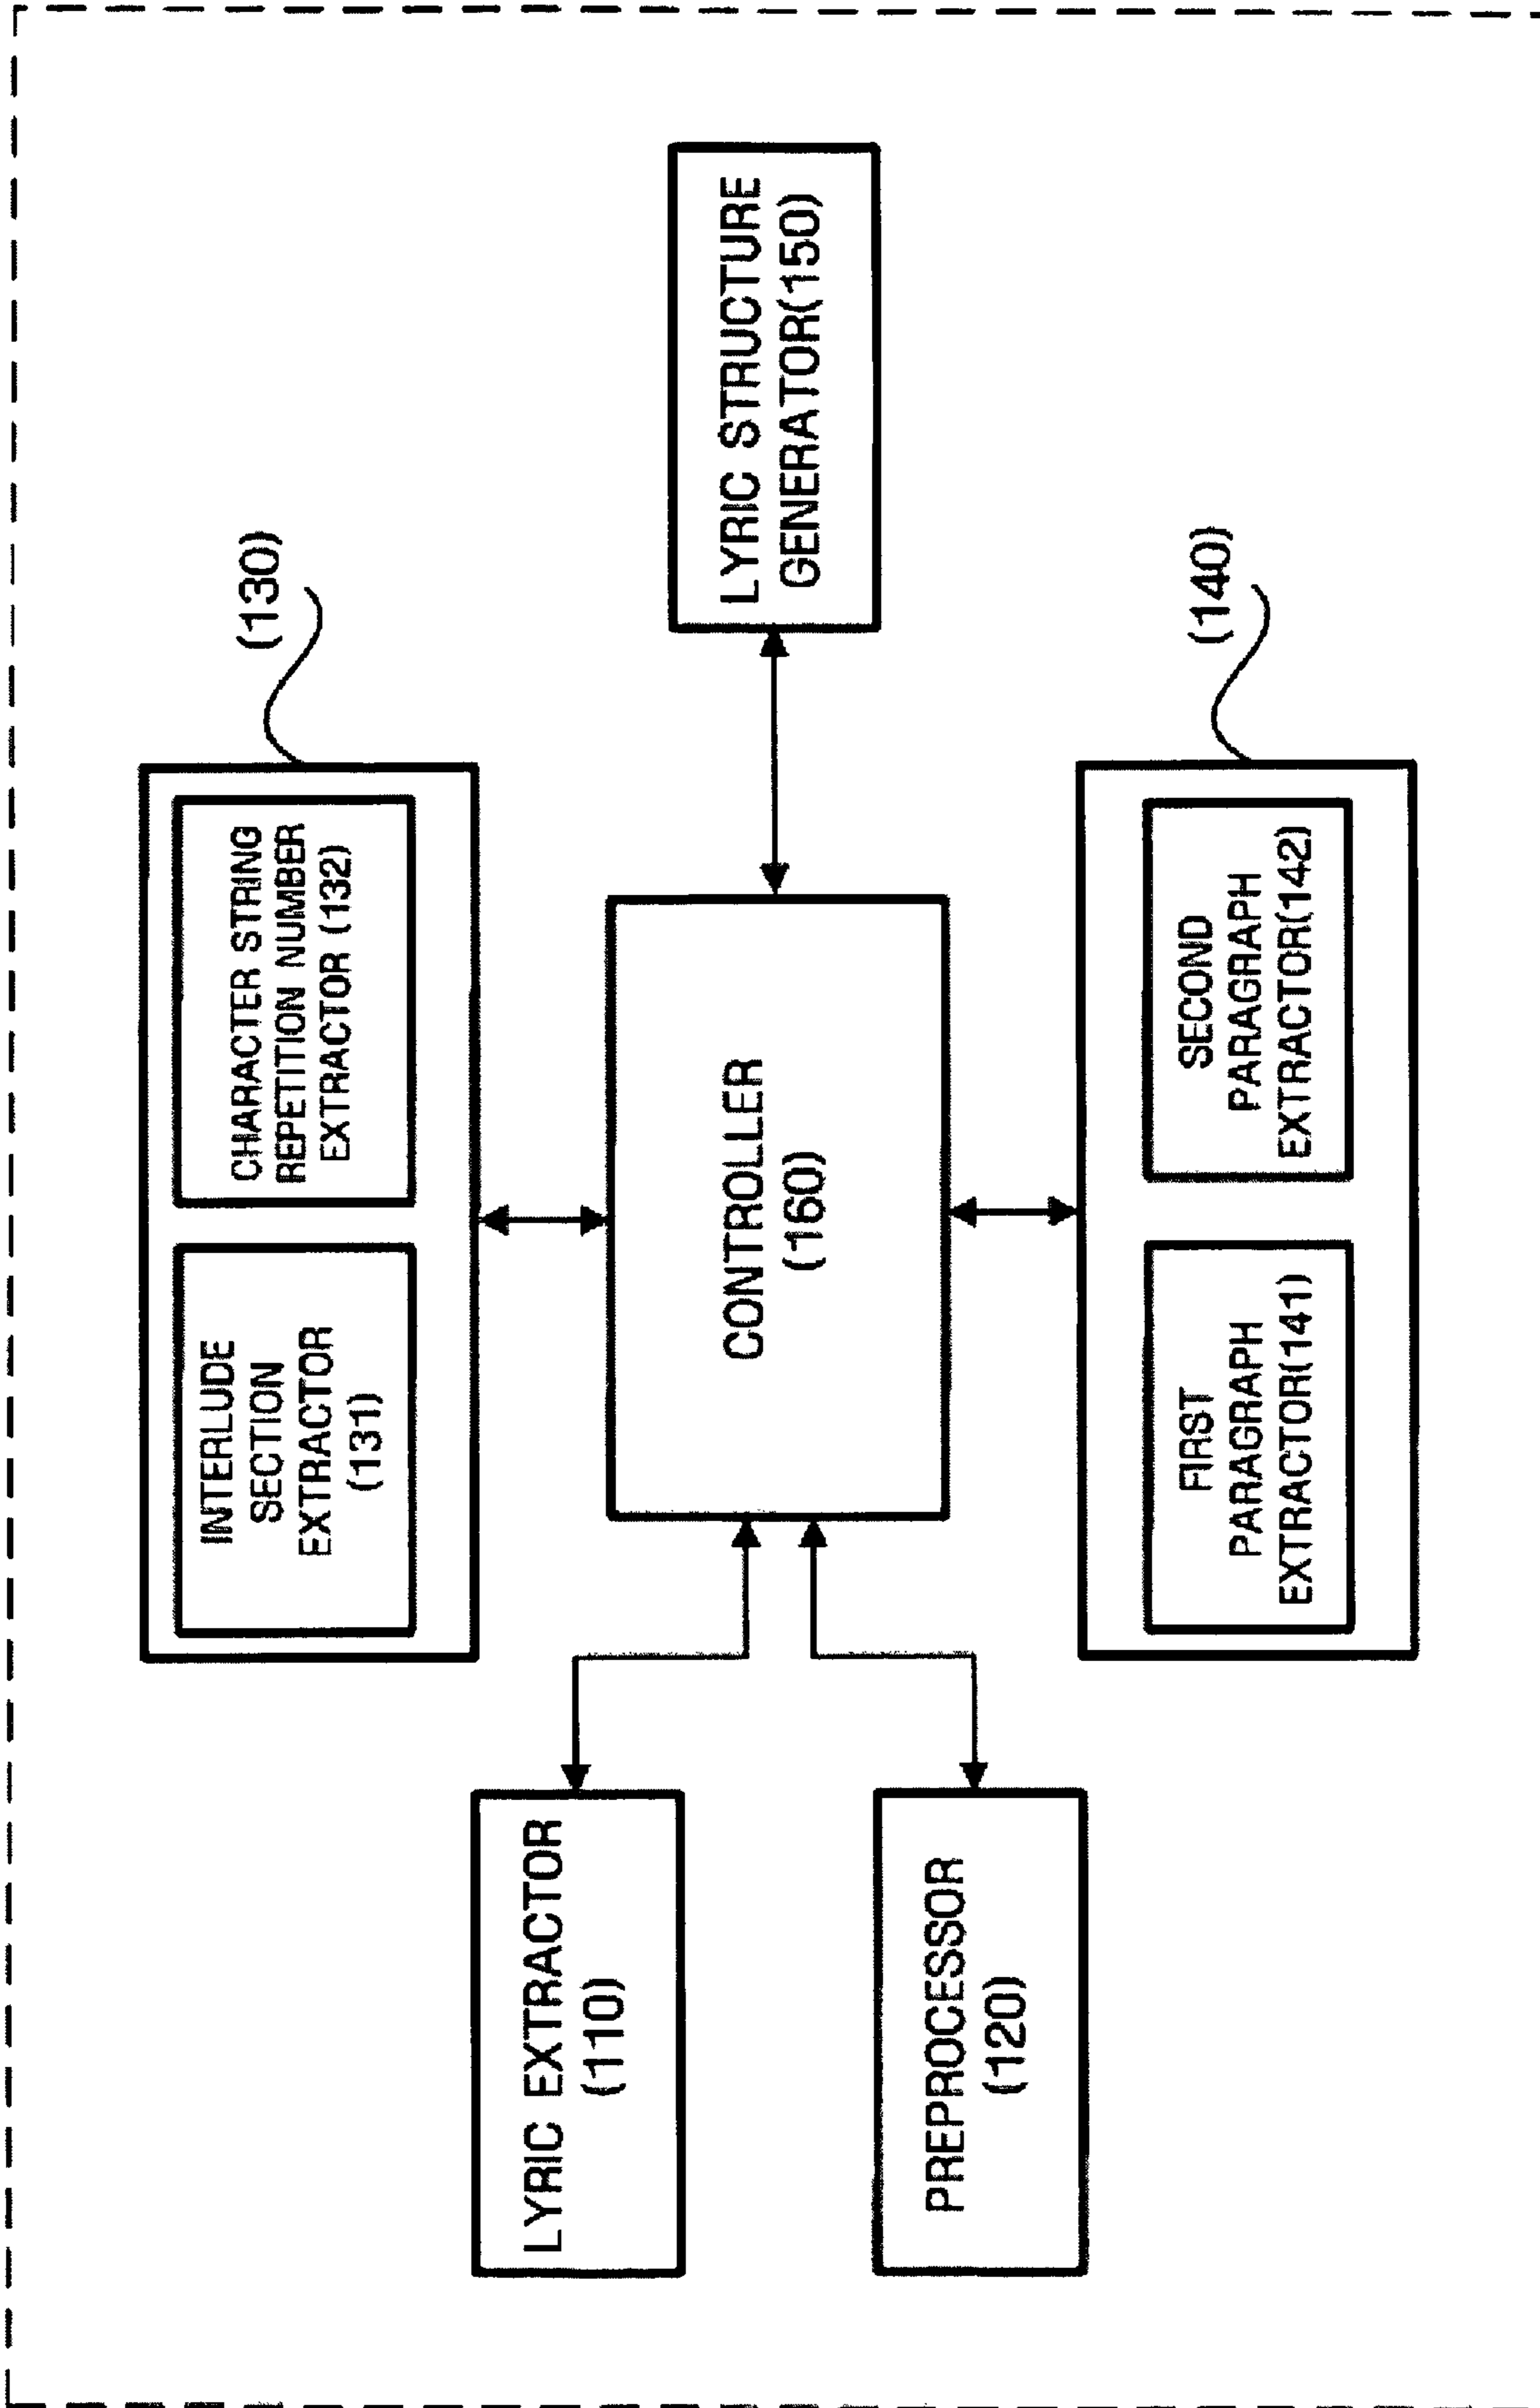 (130)
INTERLUDE
SECTION
EXTRACTOR
(131)
CHARACTER STRING
REPETITION NUMBER
EXTRACTOR (132)
LYRIC EXTRACTOR
(110)
CONTROLLER
(160)
LYRIC STRUCTURE
GENERATOR(150)
PREPROCESSOR
(120)
(140)
FIRST
PARAGRAPH
EXTRACTOR(141)
SECOND
PARAGRAPH
EXTRACTOR(142)